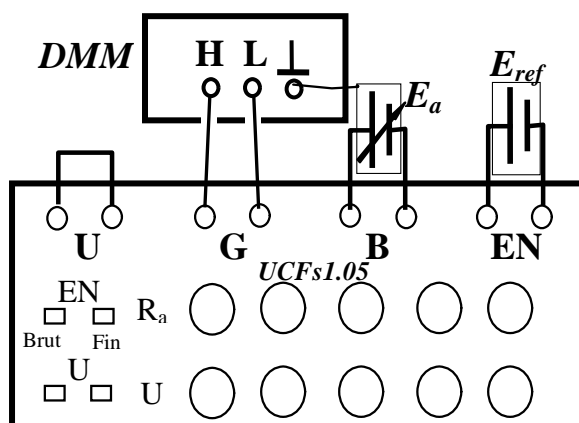 DMM H L
E_a
E_ref
U G B EN
UCFs1.05
EN
R_a
Brut Fin
U
U